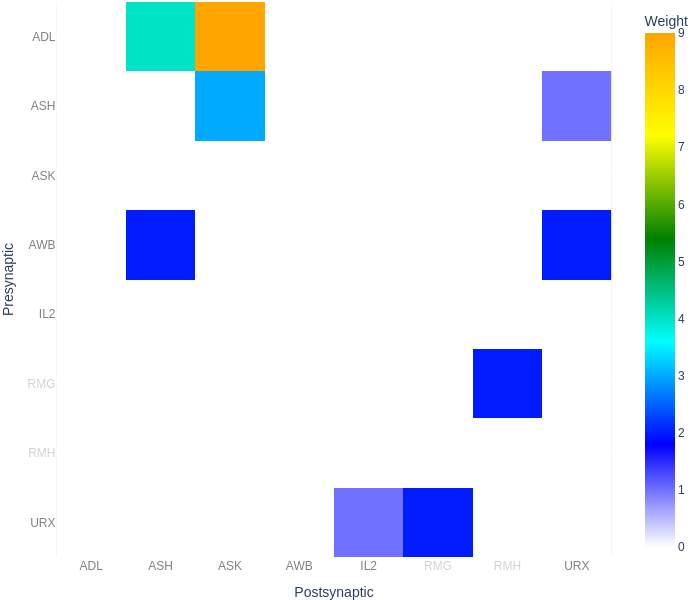 Weight
ADL
ASH
ASK
AWB
IL2
RMG
RMH
URX
Presynaptic
ADL ASH ASK AWB IL2 RMG RMH URX
Postsynaptic
9
8
7
6
5
4
3
2
1
0